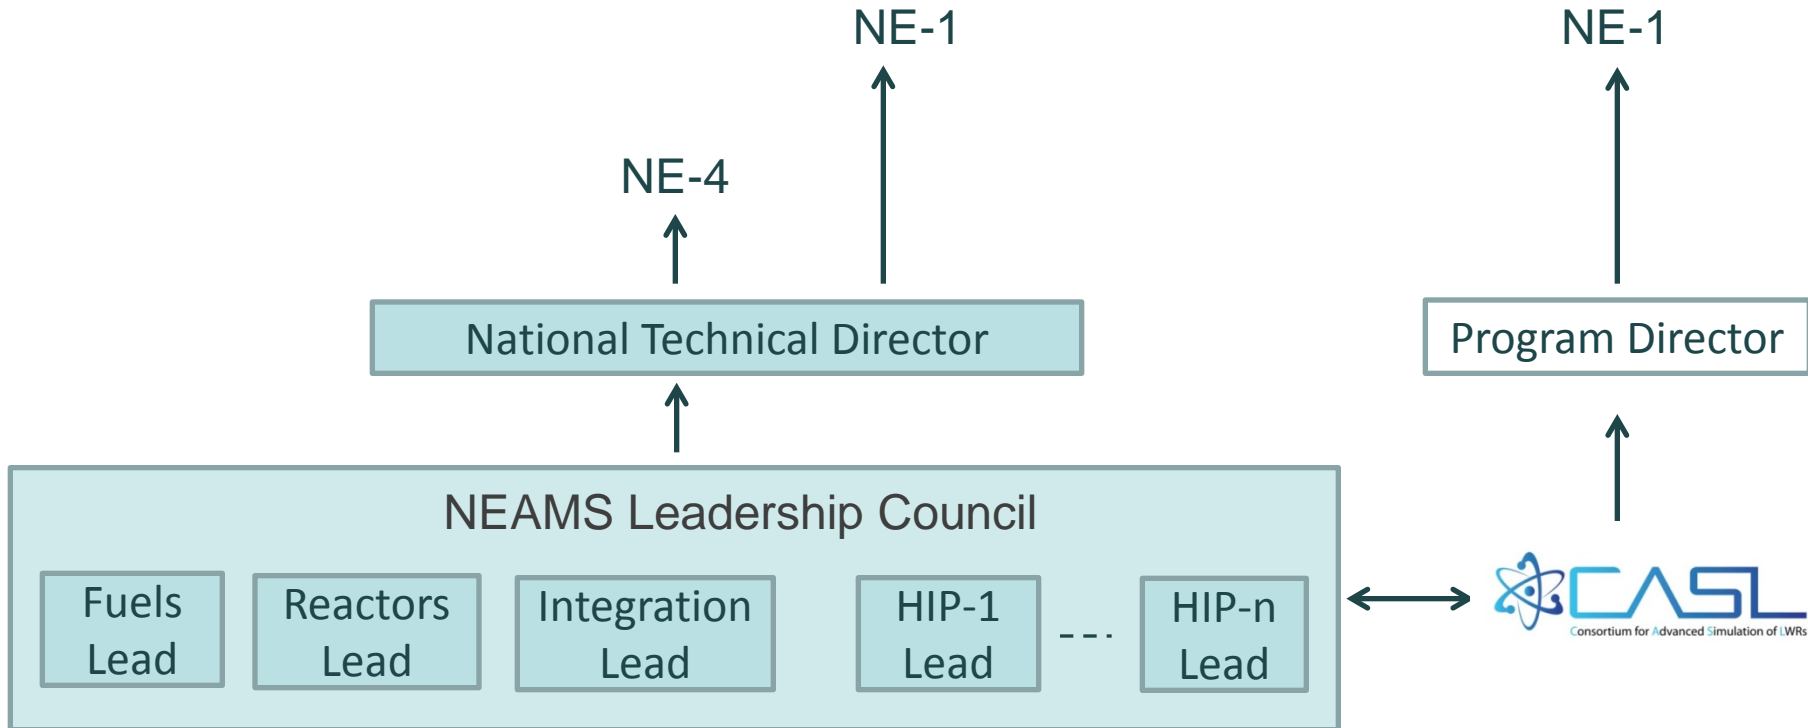 NE-1
NE-1
NE-4
National Technical Director
Program Director
NEAMS Leadership Council
Fuels
Lead
Reactors
Lead
Integration
Lead
HIP-1
Lead
HIP-n
Lead
CASL
Consortium for Advanced Simulation of LWRs